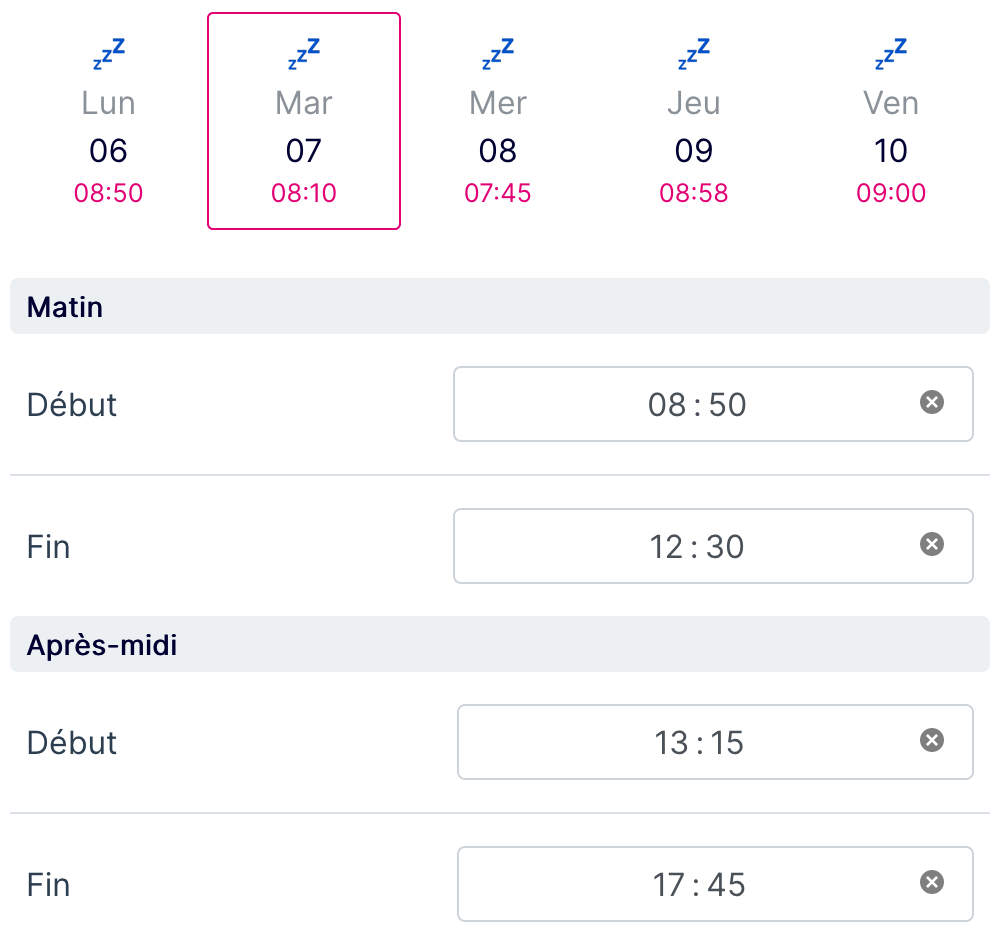 zzZ zzZ zzZ zzZ zzZ
Lun Mar Mer Jeu Ven
06 07 08 09 10
08:50 08:10 07:45 08:58 09:00
Matin
Début 08:50
Fin 12:30
Après-midi
Début 13:15
Fin 17:45